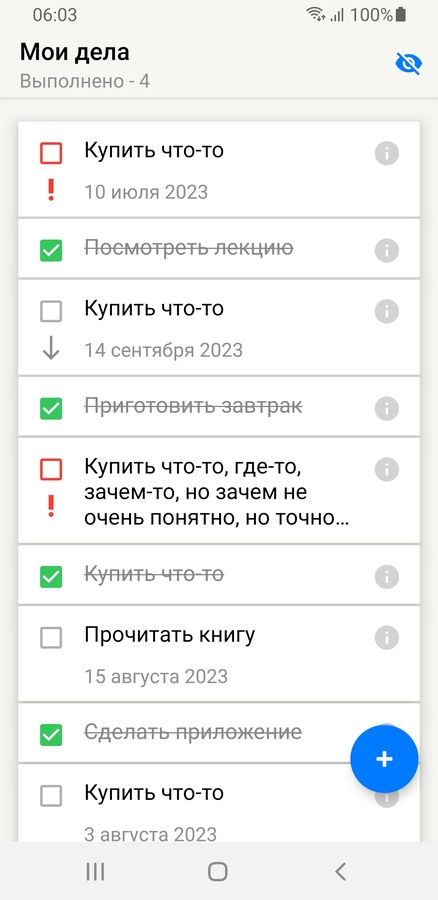 06:03
100%
Мои дела
Выполнено - 4
Купить что-то
10 июля 2023
Посмотреть лекцию
Купить что-то
14 сентября 2023
Приготовить завтрак
Купить что-то, где-то,
зачем-то, но зачем не
очень понятно, но точно…
Купить что-то
Прочитать книгу
15 августа 2023
Сделать приложение
Купить что-то
3 августа 2023